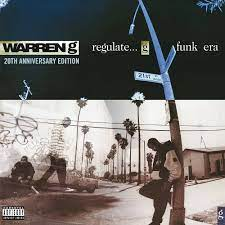 WARREN g
regulate... g funk era
20TH ANNIVERSARY EDITION
21ST
PARENTAL
ADVISORY
EXPLICIT CONTENT